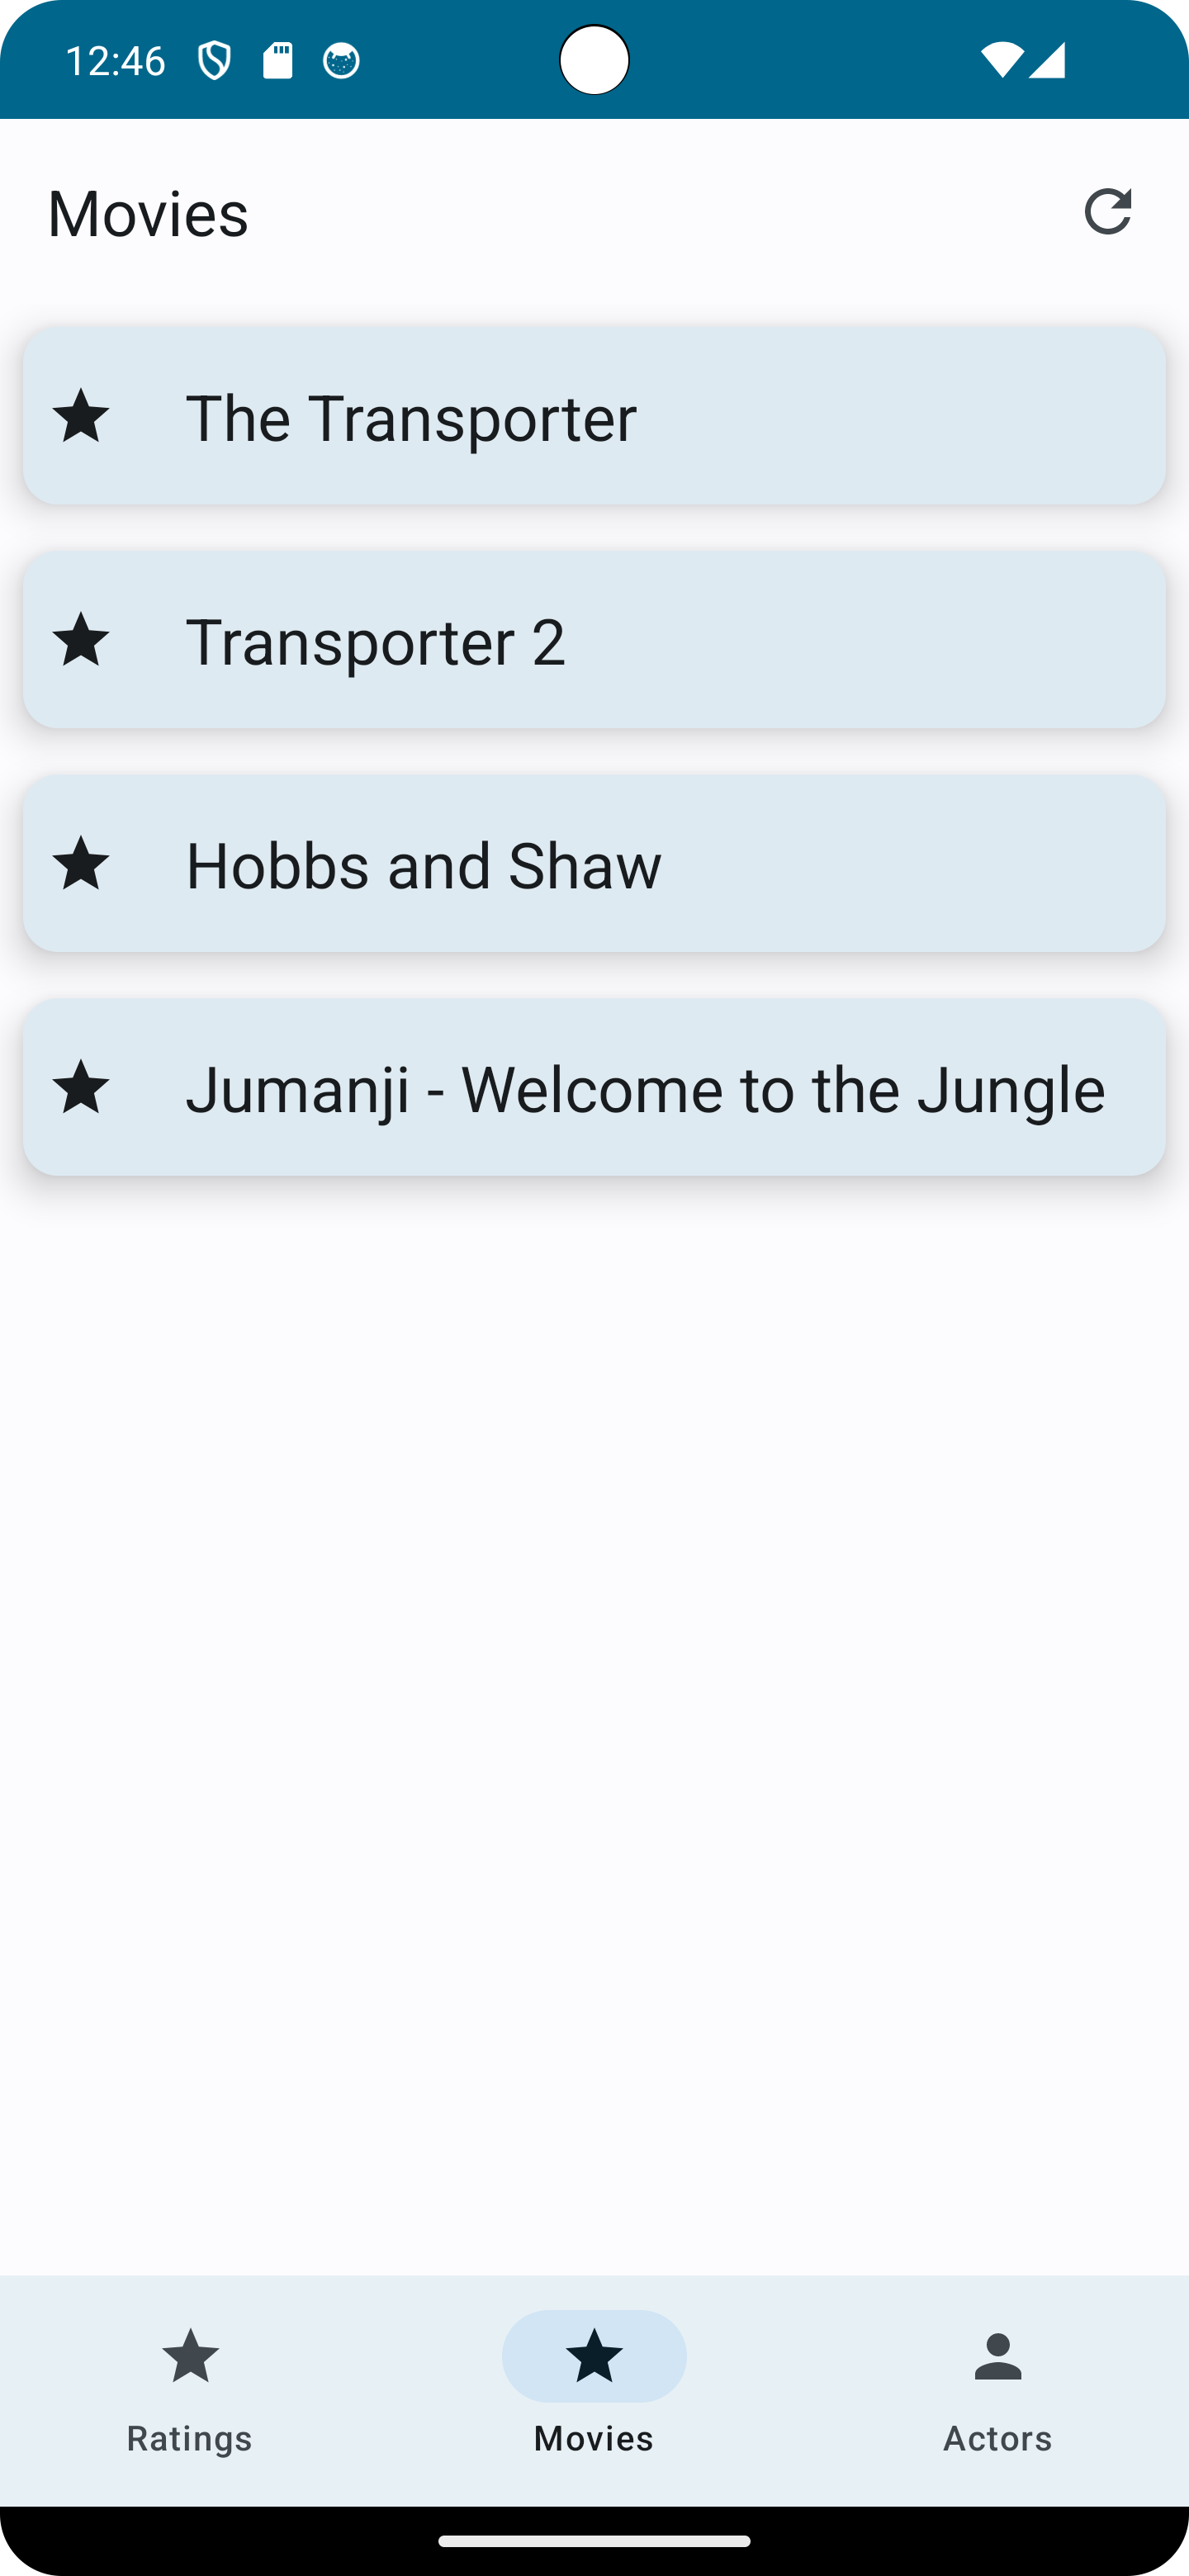 12:46
Movies
The Transporter
Transporter 2
Hobbs and Shaw
Jumanji - Welcome to the Jungle
Ratings
Movies
Actors